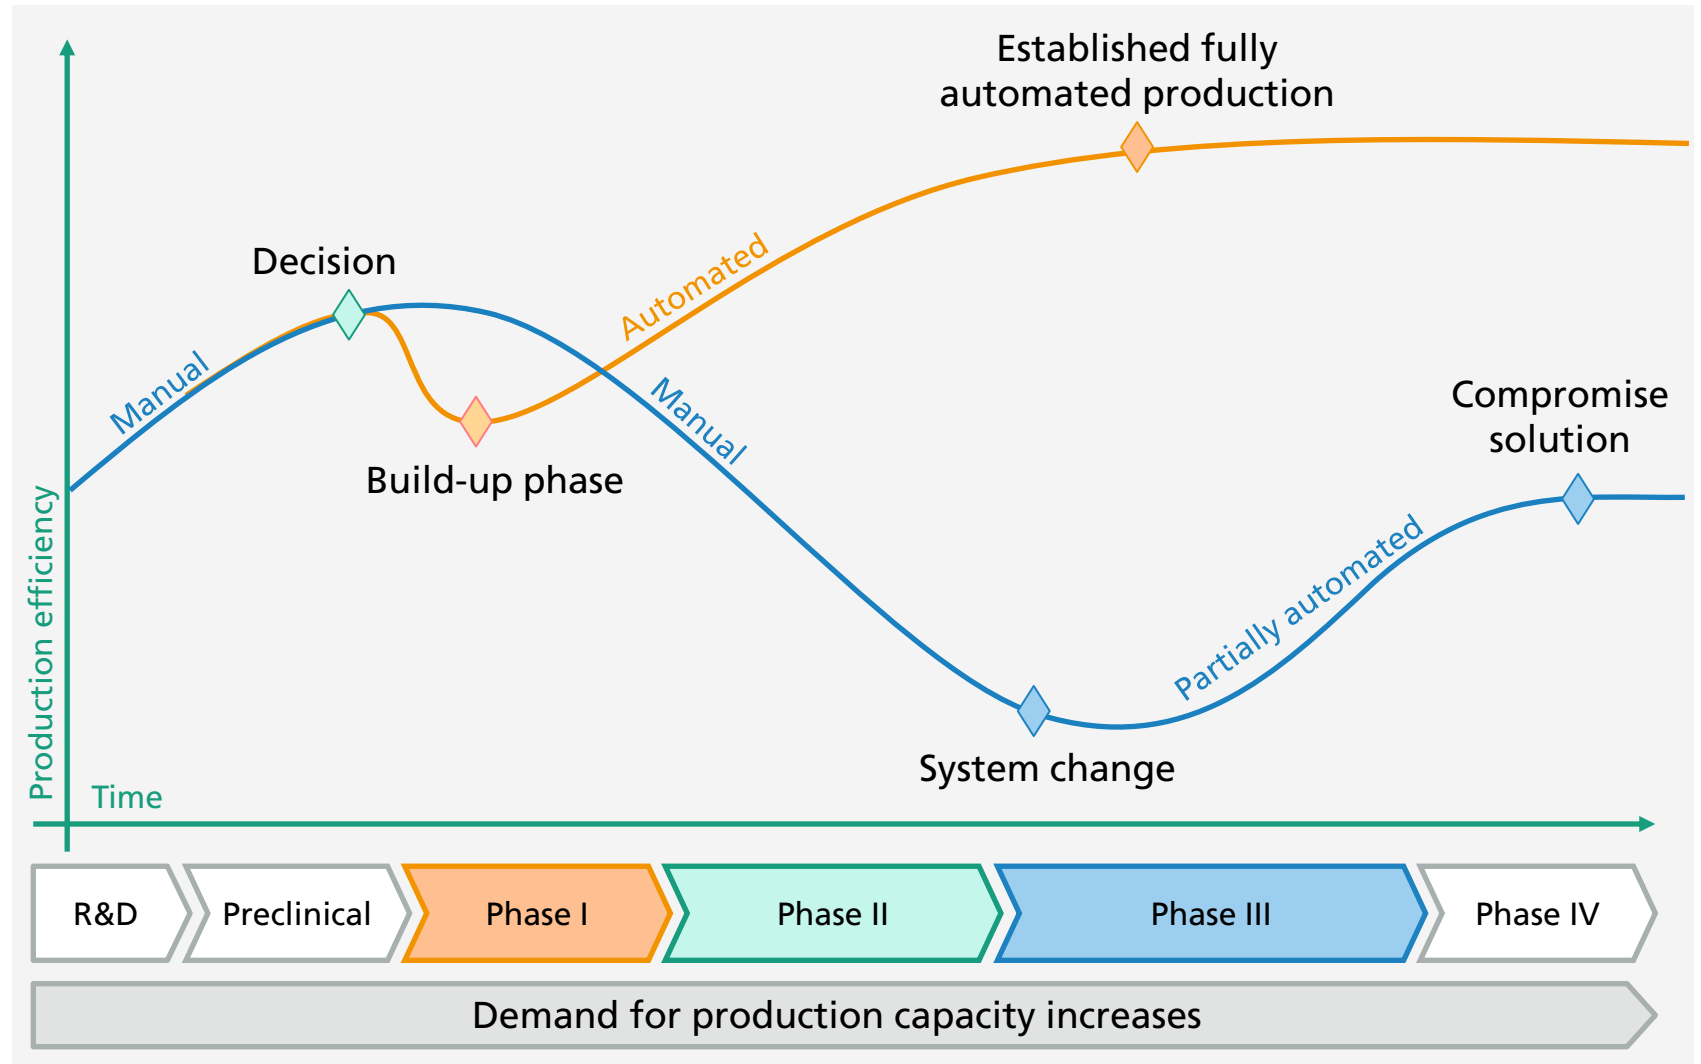 Established fully
automated production
Decision
Automated
Manual
Manual
Build-up phase
Compromise
solution
Partially automated
System change
Production efficiency
Time
R&D
Preclinical
Phase I
Phase II
Phase III
Phase IV
Demand for production capacity increases